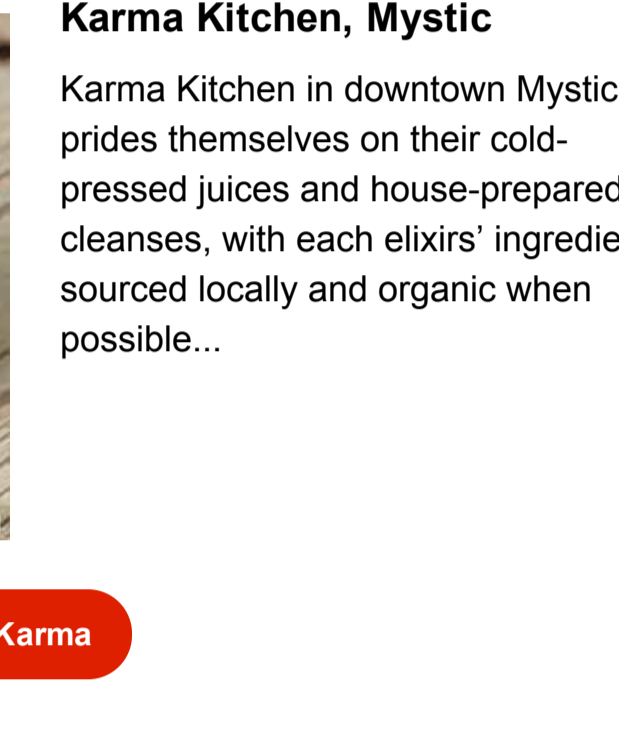 Karma Kitchen, Mystic
Karma Kitchen in downtown Mystic
prides themselves on their cold-
pressed juices and house-prepared
cleanses, with each elixirs’ ingredie
sourced locally and organic when
possible...
Karma